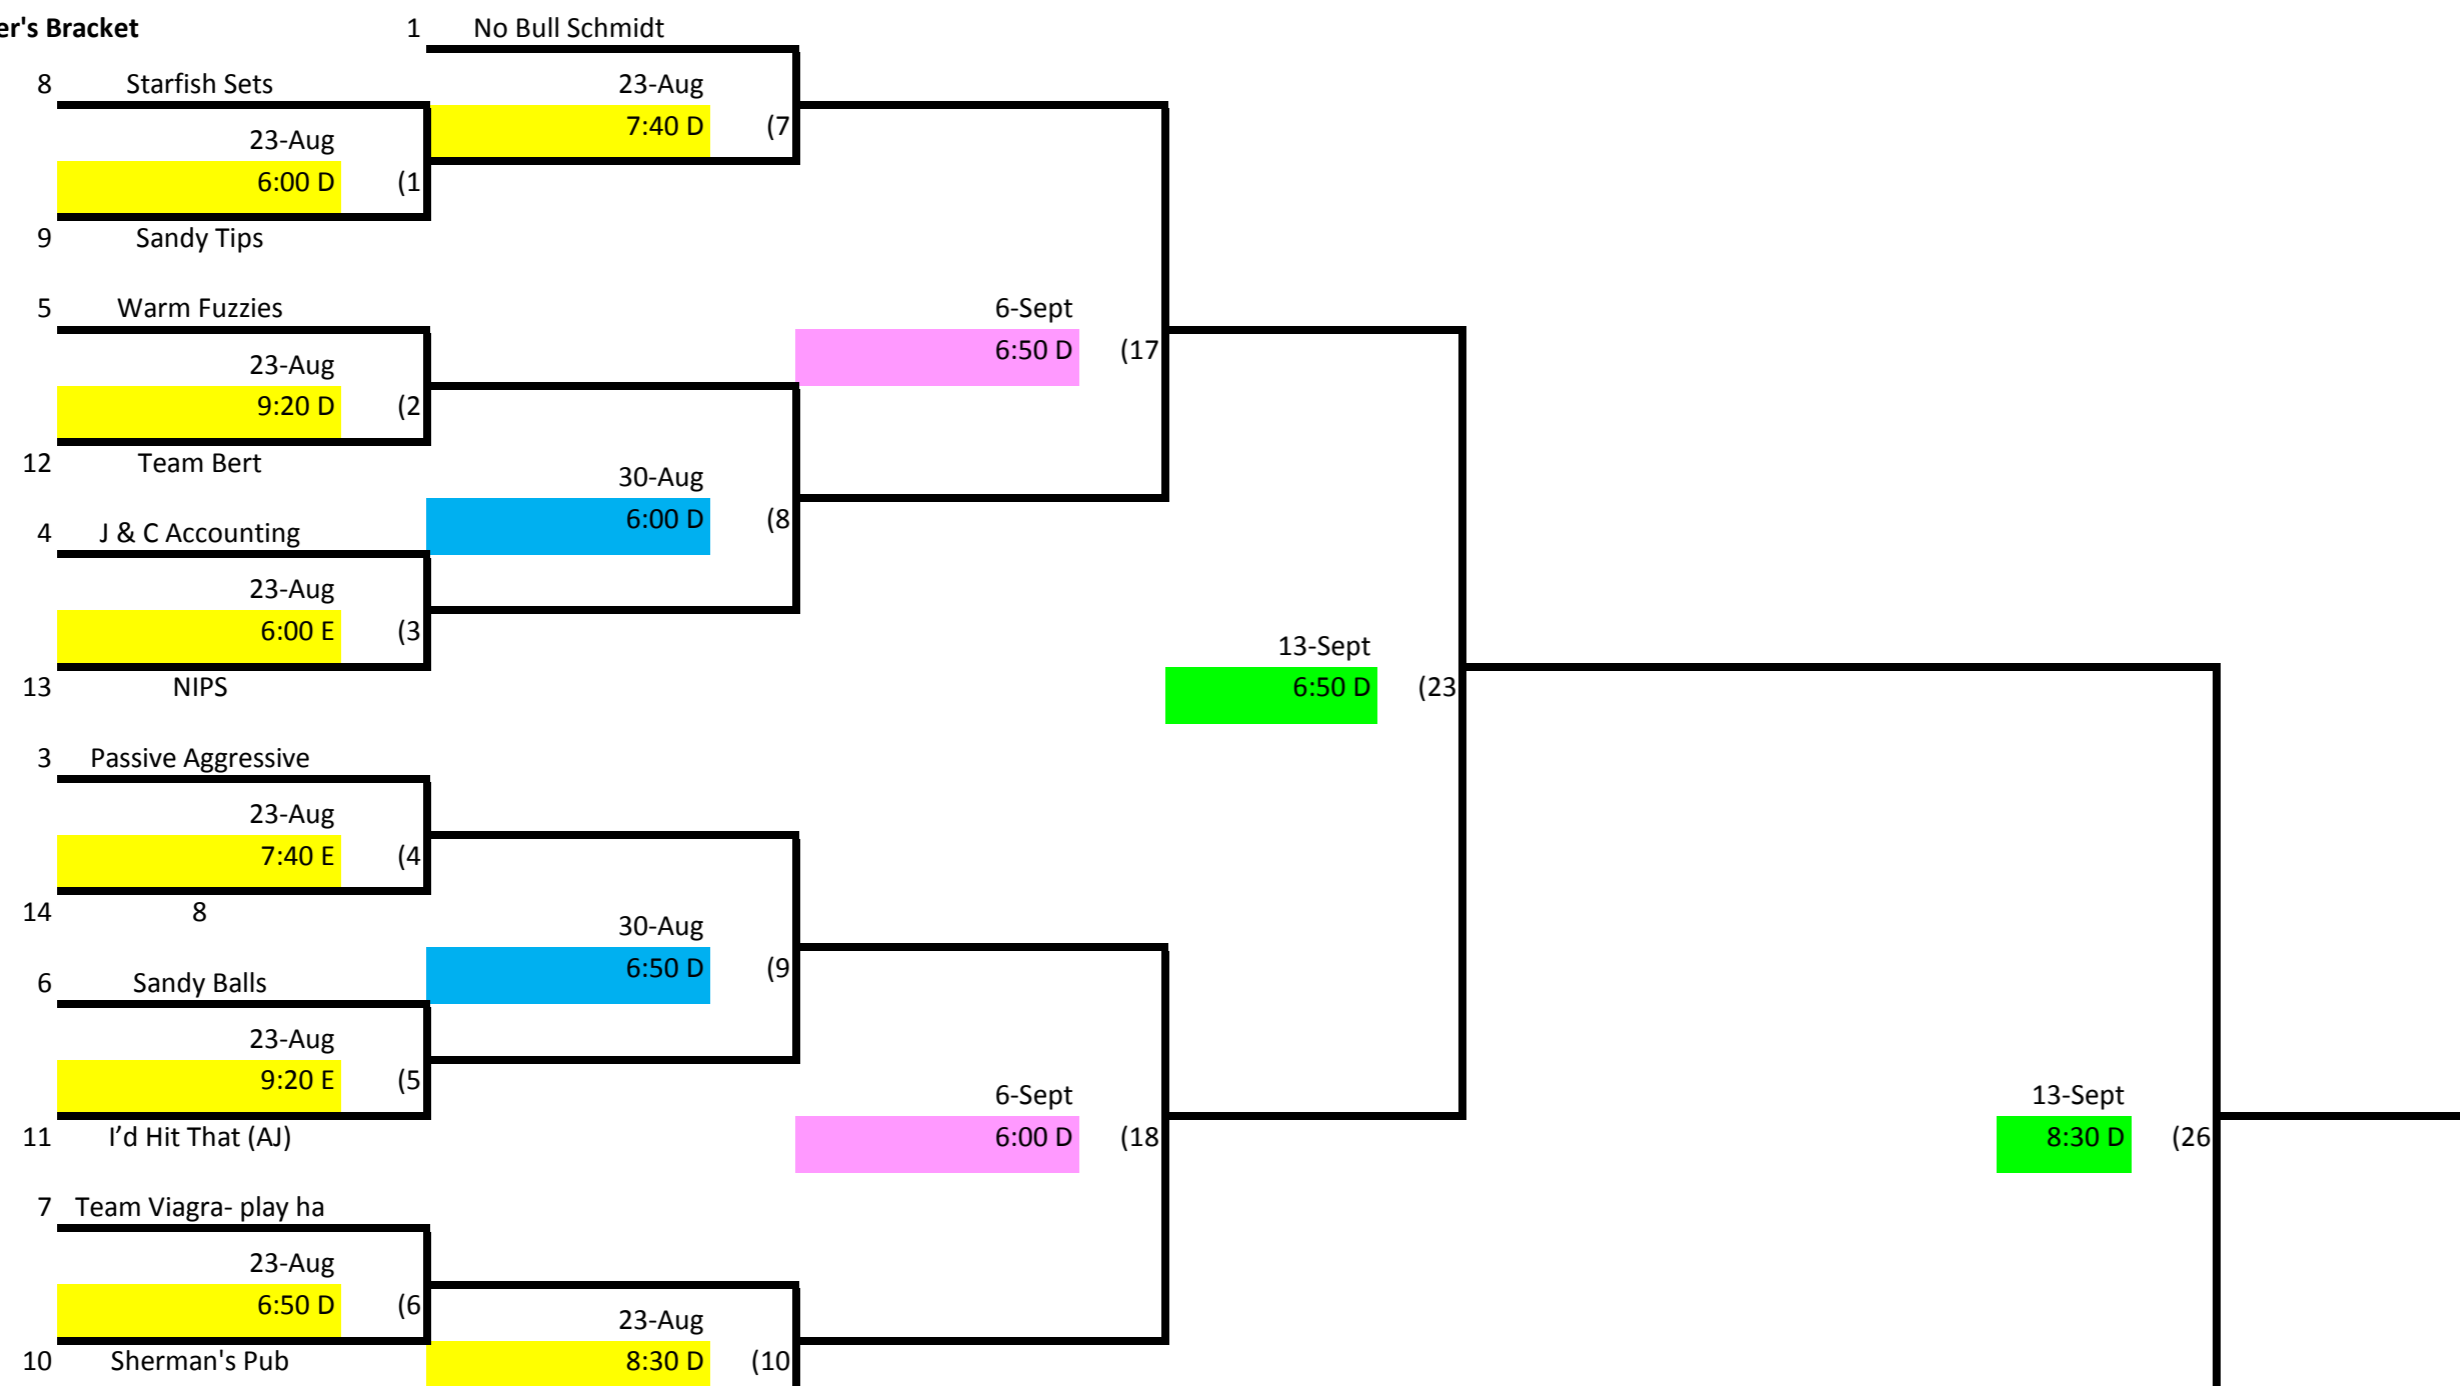 er's Bracket
1 No Bull Schmidt
8 Starfish Sets
23-Aug
23-Aug
7:40 D (7
6:00 D (1
9 Sandy Tips
5 Warm Fuzzies
6-Sept
6:50 D (17
23-Aug
9:20 D (2
12 Team Bert
30-Aug
6:00 D (8
4 J & C Accounting
23-Aug
6:00 E (3
13-Sept
6:50 D (23
13 NIPS
3 Passive Aggressive
23-Aug
7:40 E (4
14 8
30-Aug
6:50 D (9
6 Sandy Balls
23-Aug
9:20 E (5
6-Sept
13-Sept
11 I’d Hit That (AJ)
6:00 D (18
8:30 D (26
7 Team Viagra- play ha
23-Aug
6:50 D (6
23-Aug
10 Sherman's Pub
8:30 D (10